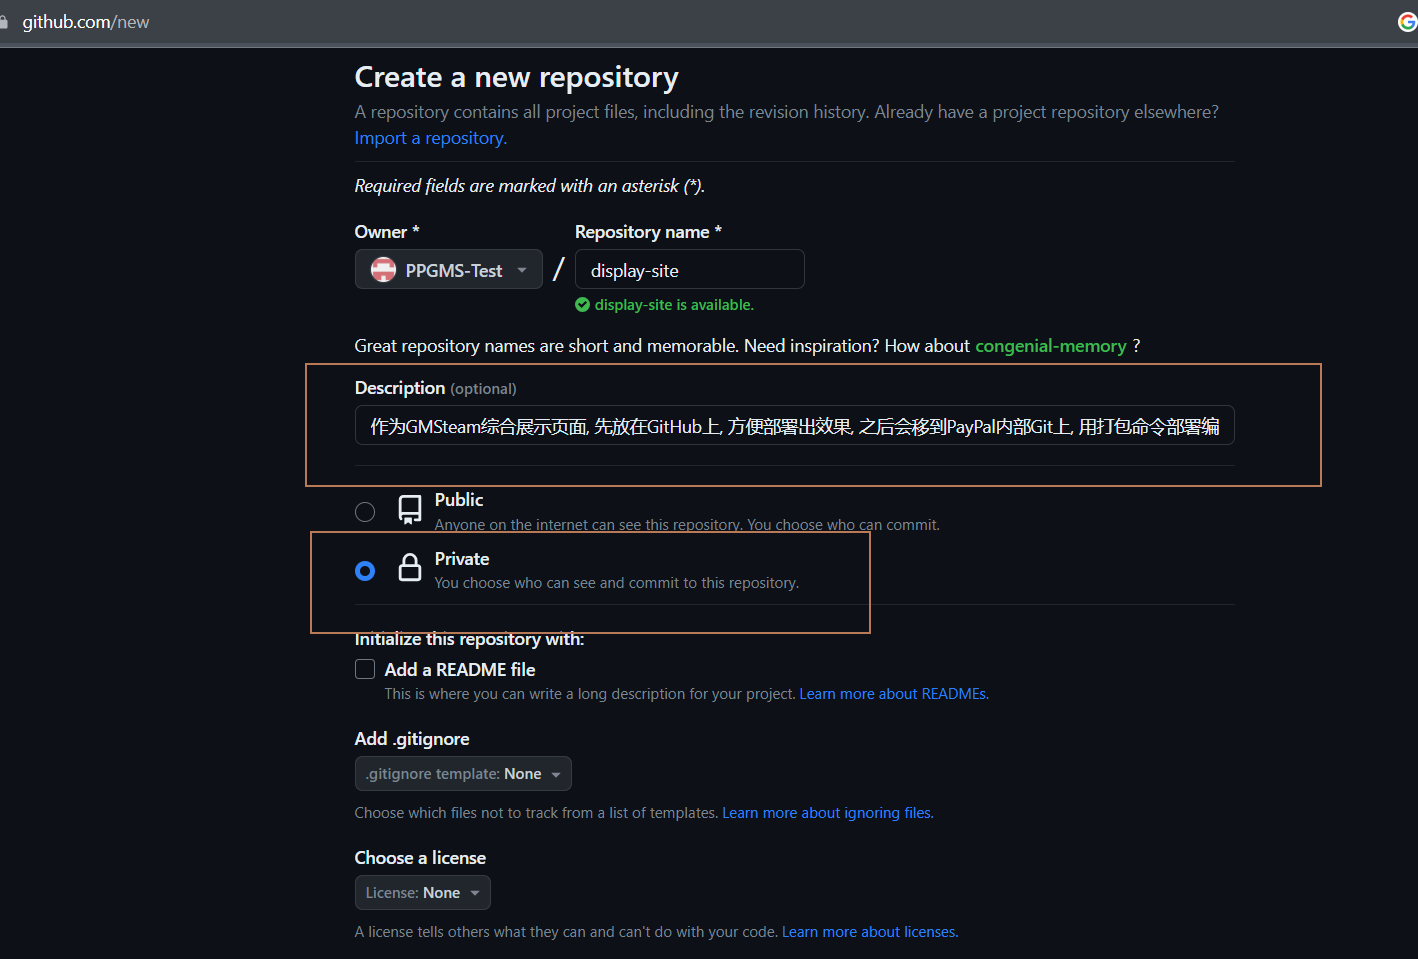 github.com/new
Create a new repository
A repository contains all project files, including the revision history. Already have a project repository elsewhere?
Import a repository.
Required fields are marked with an asterisk (*).
Owner * Repository name *
PPGMS-Test / display-site
display-site is available.
Great repository names are short and memorable. Need inspiration? How about congenial-memory ?
Description (optional)
作为GMSteam综合展示页面, 先放在GitHub上, 方便部署出效果, 之后会移到PayPal内部Git上, 用打包命令部署编
Public
Anyone on the internet can see this repository. You choose who can commit.
Private
You choose who can see and commit to this repository.
Initialize this repository with:
Add a README file
This is where you can write a long description for your project. Learn more about READMEs.
Add .gitignore
.gitignore template: None
Choose which files not to track from a list of templates. Learn more about ignoring files.
Choose a license
License: None
A license tells others what they can and can't do with your code. Learn more about licenses.